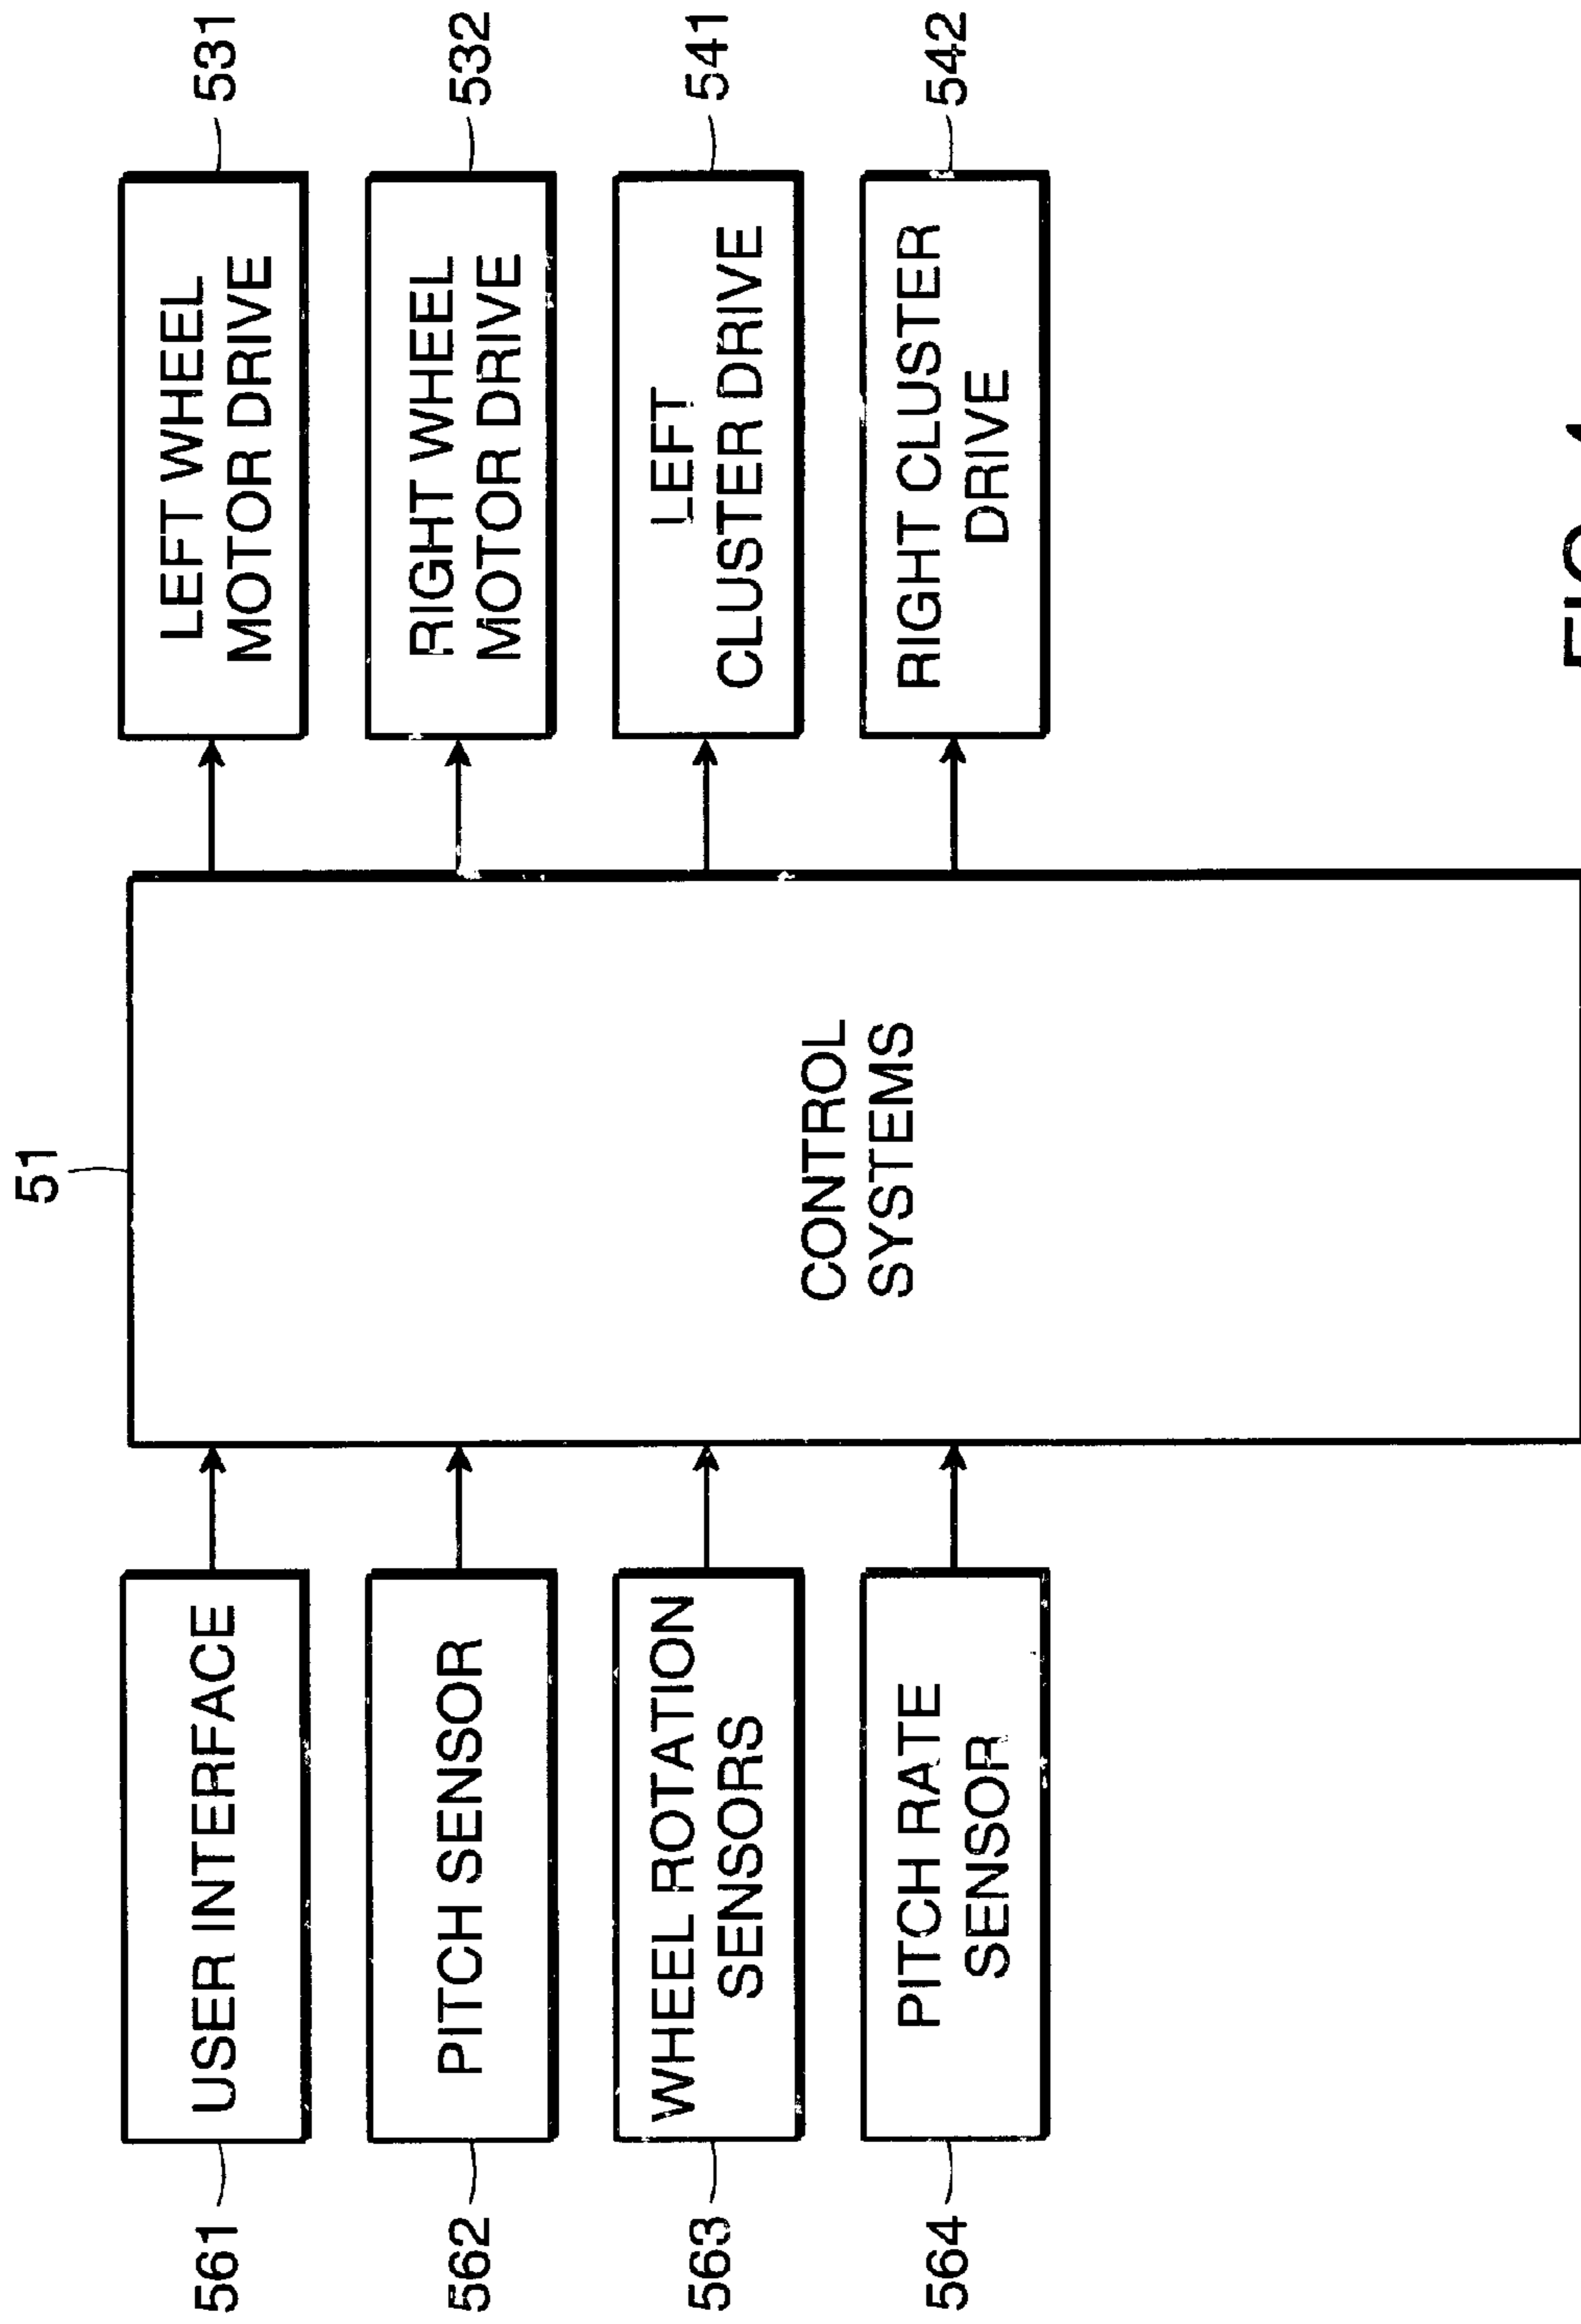 51
561
USER INTERFACE
562
PITCH SENSOR
563
WHEEL ROTATION
SENSORS
564
PITCH RATE
SENSOR
CONTROL
SYSTEMS
LEFT WHEEL
MOTOR DRIVE
531
RIGHT WHEEL
MOTOR DRIVE
532
LEFT
CLUSTER DRIVE
541
RIGHT CLUSTER
DRIVE
542